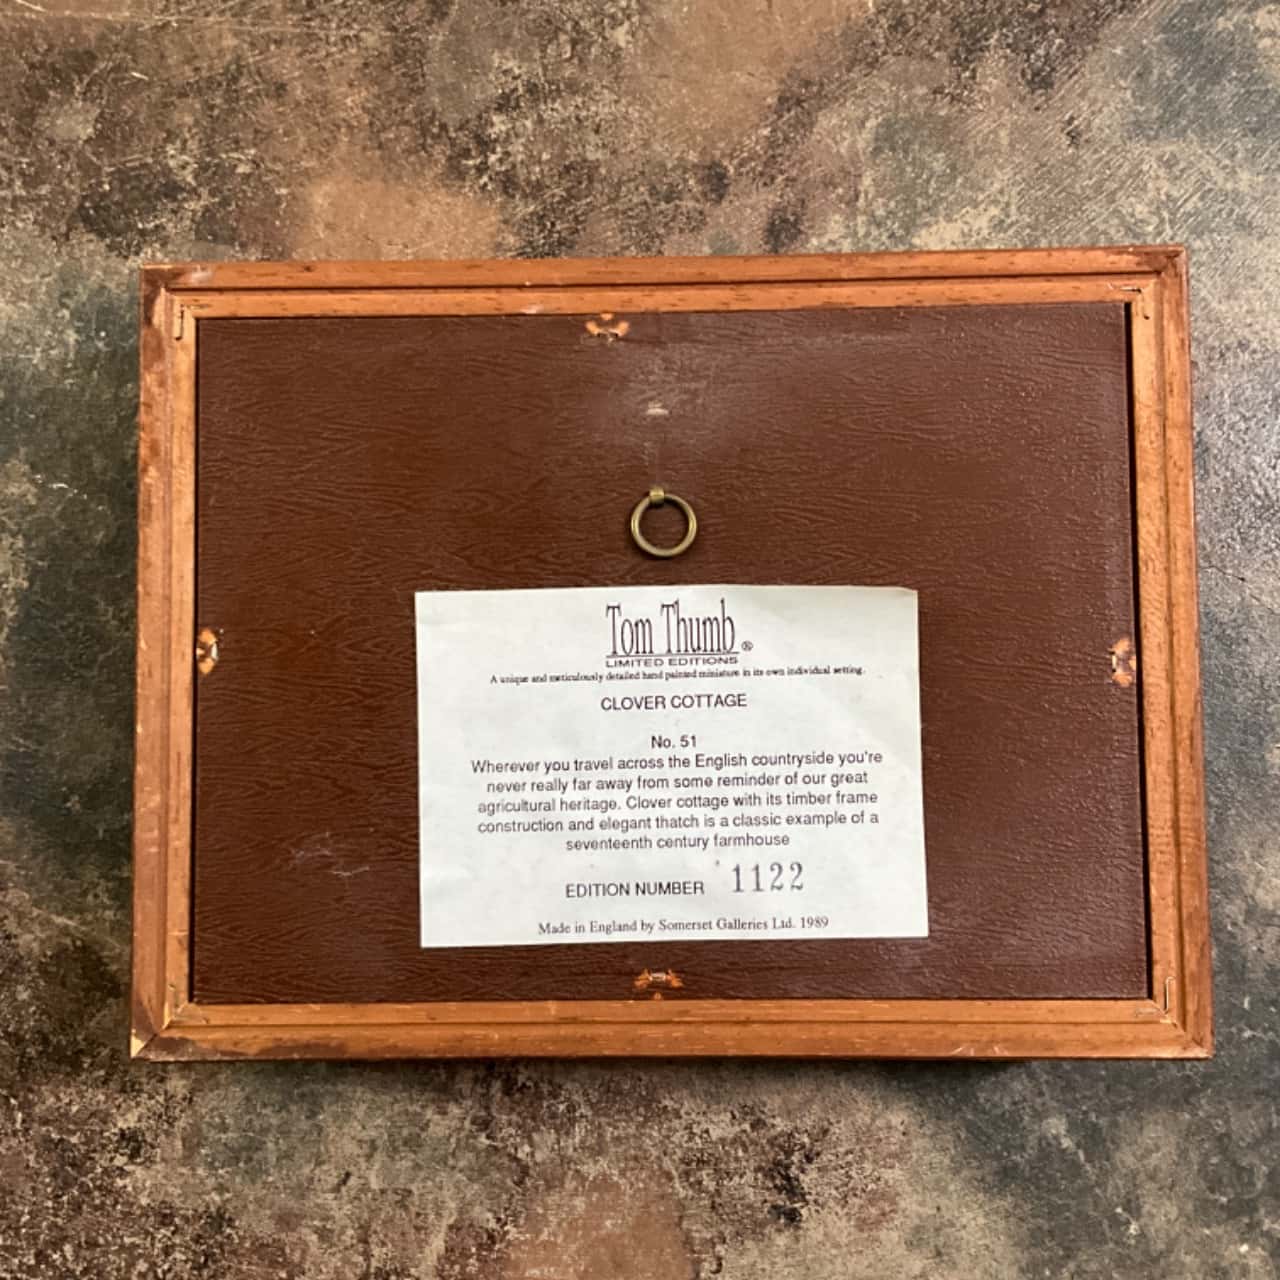 Tom Thumb ®
LIMITED EDITIONS
A unique and meticulously detailed hand painted miniature in its own individual setting.
CLOVER COTTAGE
No. 51
Wherever you travel across the English countryside you're
never really far away from some reminder of our great
agricultural heritage. Clover cottage with its timber frame
construction and elegant thatch is a classic example of a
seventeenth century farmhouse
EDITION NUMBER 1122
Made in England by Somerset Galleries Ltd. 1989